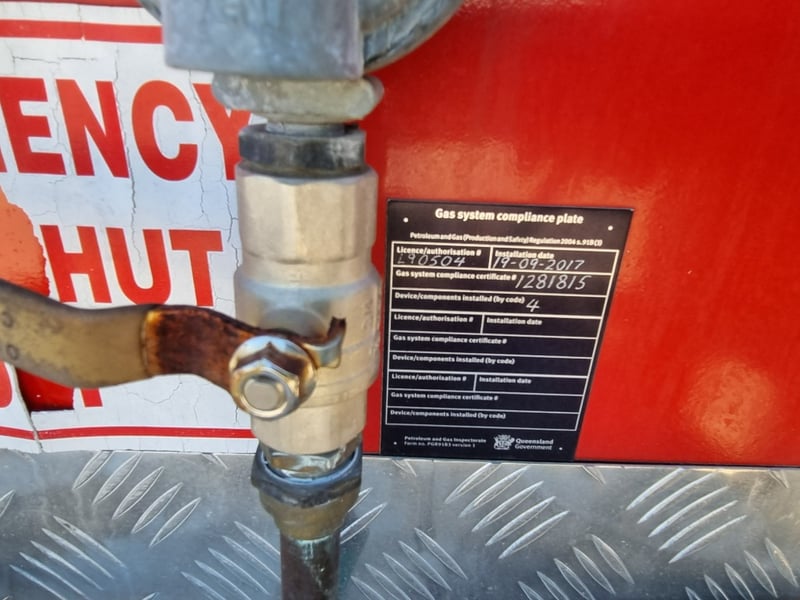 ENCY
HUT
Gas system compliance plate
Petroleum and Gas (Production and Safety) Regulation 2004 s.91B (3)
Licence/authorisation # Installation date
L90504 19-09-2017
Gas system compliance certificate # 1281815
Device/components installed (by code) 4
Licence/authorisation # Installation date
Gas system compliance certificate #
Device/components installed (by code)
Licence/authorisation # Installation date
Gas system compliance certificate #
Device/components installed (by code)
Petroleum and Gas Inspectorate
Queensland
Government